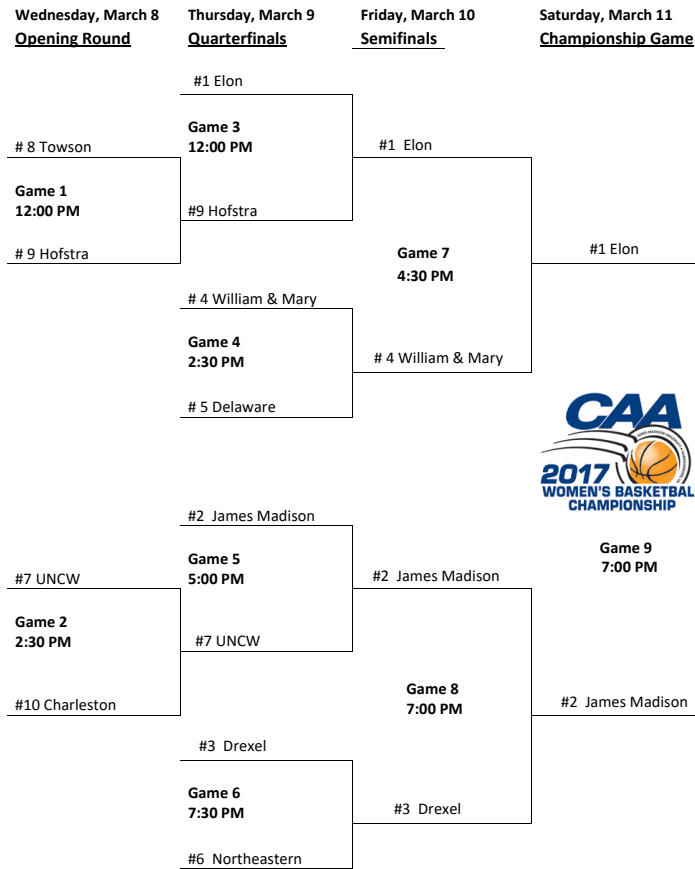 Wednesday, March 8 Thursday, March 9 Friday, March 10 Saturday, March 11
Opening Round Quarterfinals Semifinals Championship Game
#1 Elon
Game 3
12:00 PM
# 8 Towson
#1 Elon
Game 1
12:00 PM
#9 Hofstra
# 9 Hofstra
Game 7
4:30 PM
#1 Elon
# 4 William & Mary
Game 4
2:30 PM
# 4 William & Mary
# 5 Delaware
CAA
2017
WOMEN'S BASKETBALL
CHAMPIONSHIP
#2 James Madison
Game 9
7:00 PM
Game 5
5:00 PM
#7 UNCW
#2 James Madison
Game 2
2:30 PM
#7 UNCW
Game 8
7:00 PM
#10 Charleston
#2 James Madison
#3 Drexel
Game 6
7:30 PM
#3 Drexel
#6 Northeastern